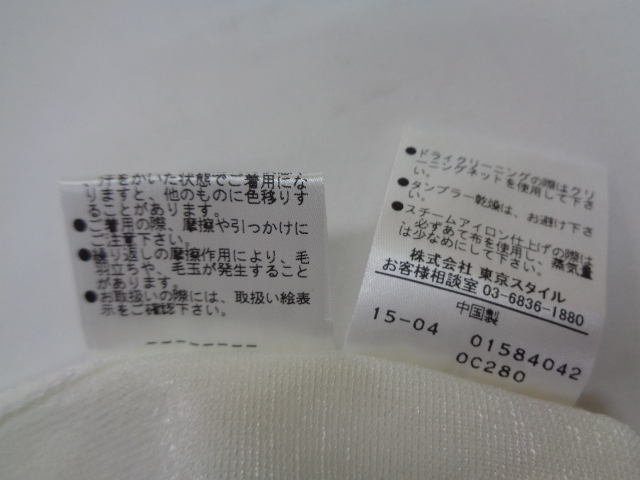 、汗をかいた状態でご着用にな
りますと、他のものに色移りす
ることがあります。
●ご着用の際、摩擦や引っかけに
ご注意下さい。
●繰り返しの摩擦作用により、毛
羽立ちや、毛玉が発生すること
があります。
●お取扱いの際には、取扱い絵表
示をご確認下さい。
●ドライクリーニングの際はクリ
ーニングネットを使用して下さ
い。
●タンブラー乾燥は、お避け下さ
い。
●スチームアイロン仕上げの際は
必ずあて布を使用し、蒸気量
は少なめにして下さい。
株式会社 東京スタイル
お客様相談室 03-6836-1880
中国製
15-04 01584042
0C280